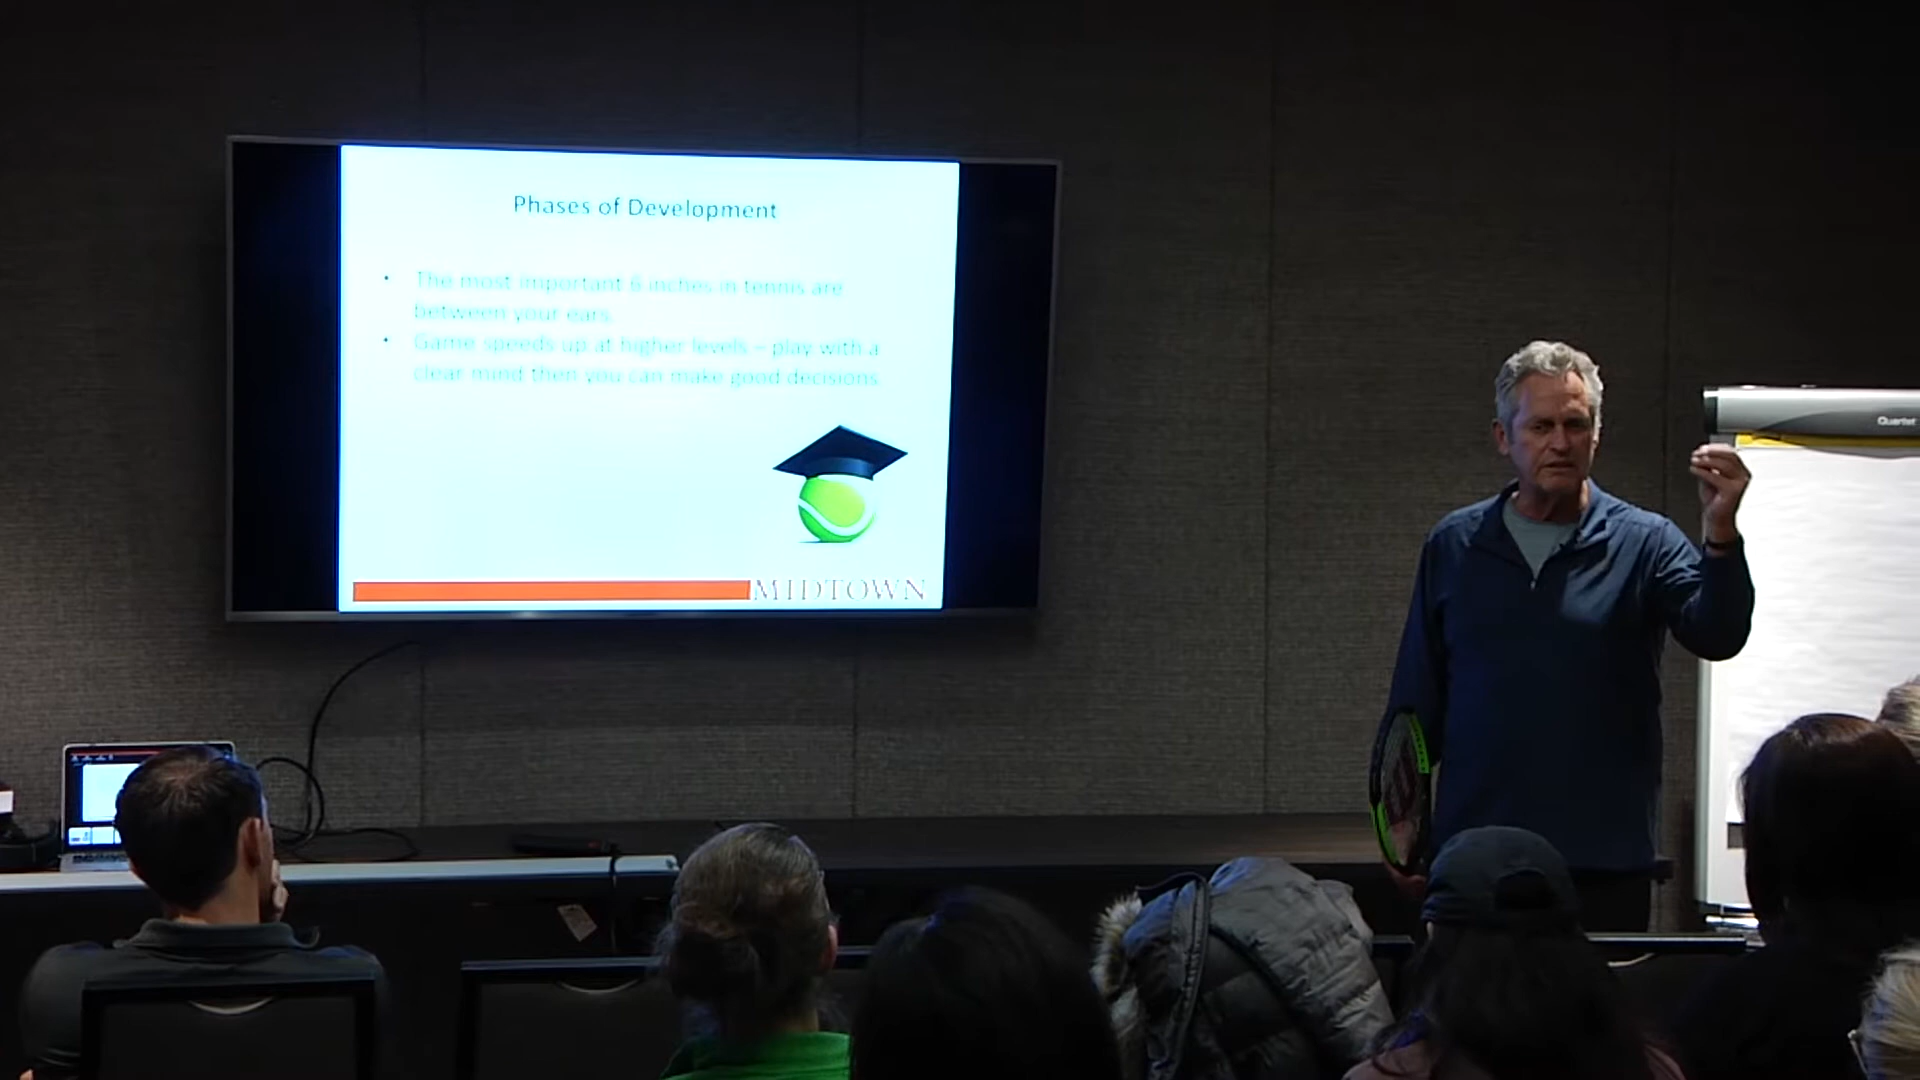 Phases of Development
• The most important 6 inches in tennis are
between your ears.
• Game speeds up at higher levels – play with a
clear mind then you can make good decisions
MIDTOWN
Quartet